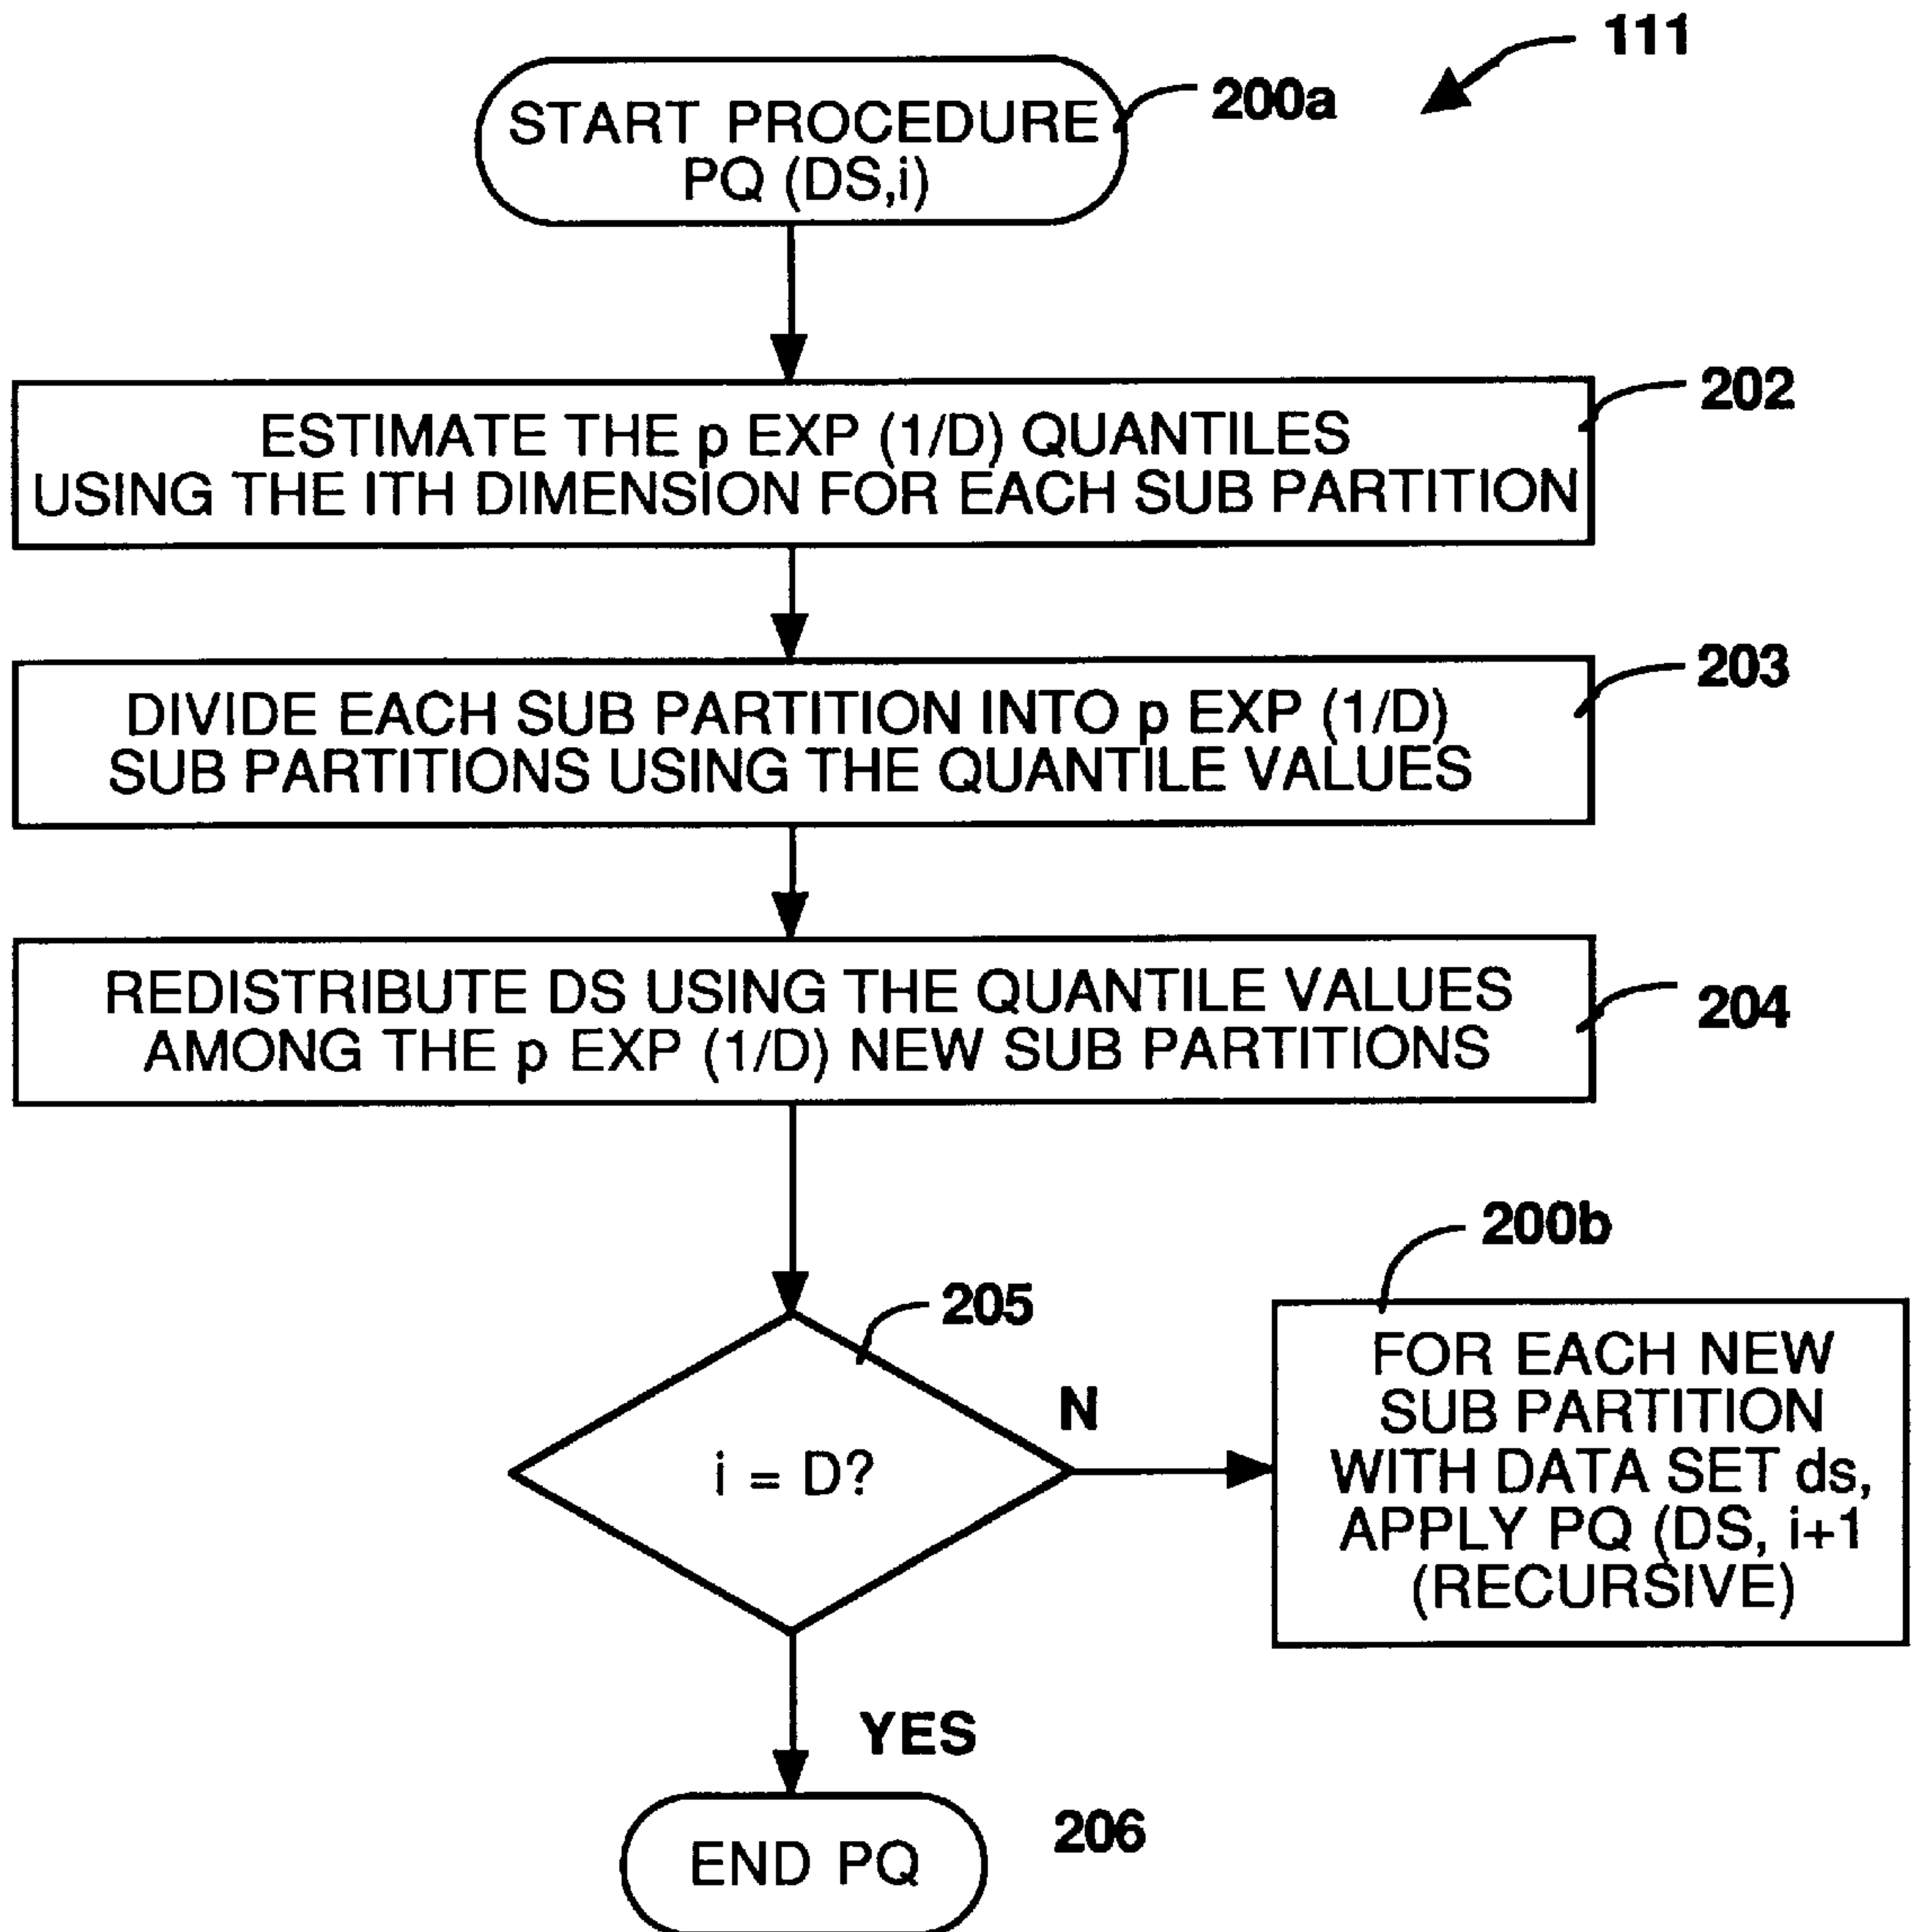 111
START PROCEDURE
PQ (DS,i)
200a
ESTIMATE THE p EXP (1/D) QUANTILES
USING THE ITH DIMENSION FOR EACH SUB PARTITION
202
DIVIDE EACH SUB PARTITION INTO p EXP (1/D)
SUB PARTITIONS USING THE QUANTILE VALUES
203
REDISTRIBUTE DS USING THE QUANTILE VALUES
AMONG THE p EXP (1/D) NEW SUB PARTITIONS
204
205
i = D?
N
200b
FOR EACH NEW
SUB PARTITION
WITH DATA SET ds,
APPLY PQ (DS, i+1
(RECURSIVE)
YES
END PQ
206